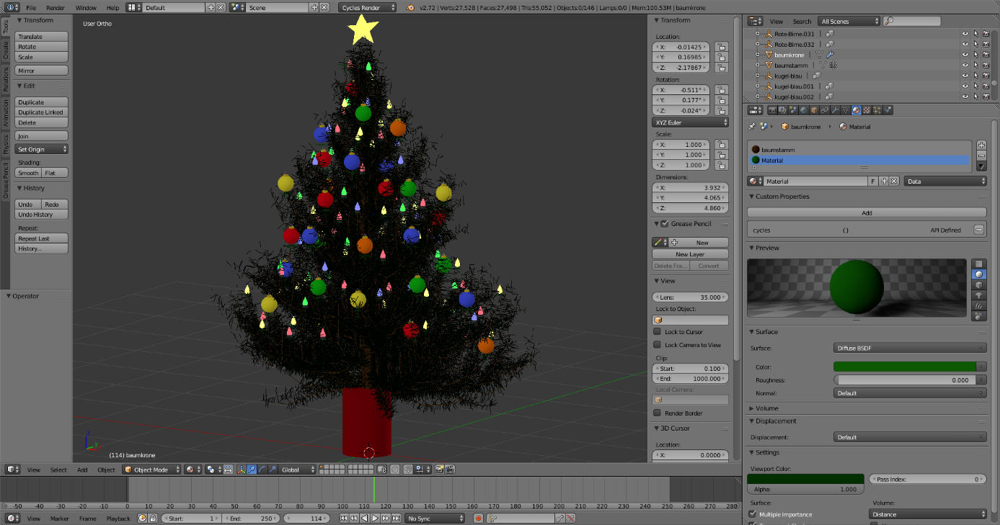 File Render Window Help Default Scene Cycles Render v2.72 | Verts:27,528 | Faces:27,498 | Tris:55,052 | Objects:0/146 | Lamps:0/0 | Mem:100.53M | baumkrone
Tools
Create
Relations
Animation
Physics
Grease Pencil
Transform
Translate
Rotate
Scale
Mirror
Edit
Duplicate
Duplicate Linked
Delete
Join
Set Origin
Shading:
Smooth Flat
History
Undo Redo
Undo History
Repeat:
Repeat Last
History...
Operator
User Ortho
(114) baumkrone
Transform
Location:
X: -0.01425
Y: 0.16985
Z: -2.17867
Rotation:
X: -0.511°
Y: 0.177°
Z: -0.024°
XYZ Euler
Scale:
X: 1.000
Y: 1.000
Z: 1.000
Dimensions:
X: 3.932
Y: 4.065
Z: 4.860
Grease Pencil
New
New Layer
Delete Fra... Convert
View
Lens: 35.000
Lock to Object:
Lock to Cursor
Lock Camera to View
Clip:
Start: 0.100
End: 1000.000
Local Camera:
Render Border
3D Cursor
Location:
X: 0.0000
View Search All Scenes
Rote-Birne.031
Rote-Birne.032
baumkrone
baumstamm
kugel-blau
kugel-blau.001
kugel-blau.002
baumkrone Material
baumstamm
Material
Material F Data
Custom Properties
Add
cycles {} API Defined
Preview
Surface
Surface: Diffuse BSDF
Color:
Roughness: 0.000
Normal: Default
Volume
Displacement
Displacement: Default
Settings
Viewport Color:
Pass Index: 0
Alpha: 1.000
Surface: Volume:
Multiple Importance Distance
View Select Add Object Object Mode Global
-50 -40 -30 -20 -10 0 10 20 30 40 50 60 70 80 90 100 110 120 130 140 150 160 170 180 190 200 210 220 230 240 250 260 270 280
View Marker Frame Playback Start: 1 End: 250 114 No Sync